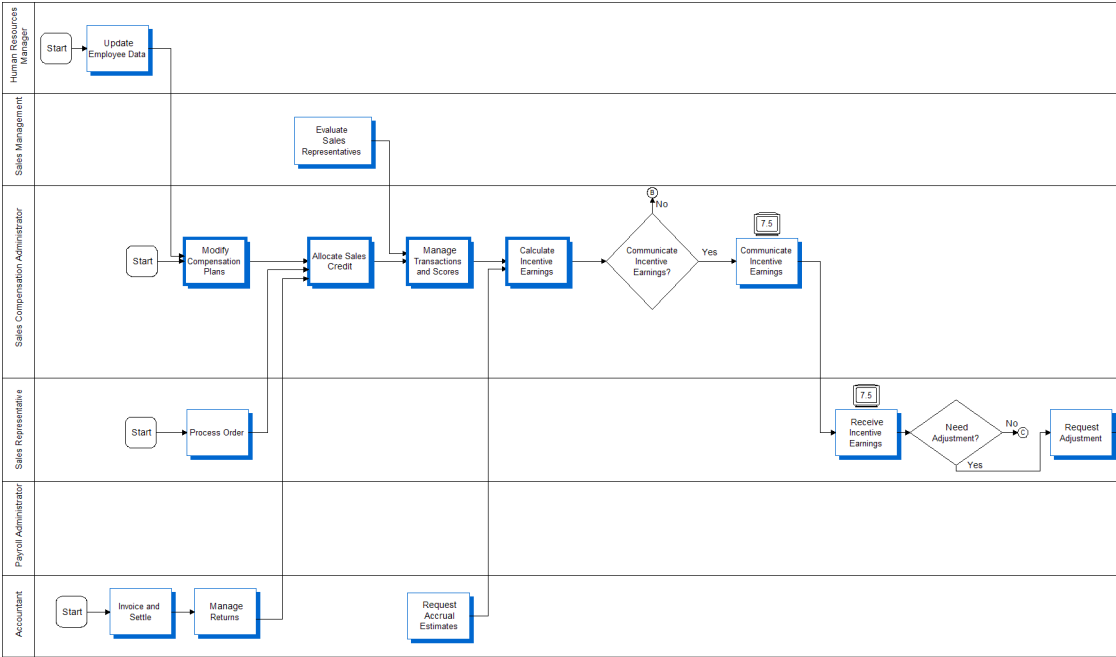 Human Resources
Manager
Start
Update
Employee Data
Sales Management
Evaluate
Sales
Representatives
Sales Compensation Administrator
Start
Modify
Compensation
Plans
Allocate Sales
Credit
Manage
Transactions
and Scores
Calculate
Incentive
Earnings
B
No
Communicate
Incentive
Earnings?
Yes
7.5
Communicate
Incentive
Earnings
Sales Representative
Start
Process Order
7.5
Receive
Incentive
Earnings
Need
Adjustment?
No
C
Yes
Request
Adjustment
Payroll Administrator
Accountant
Start
Invoice and
Settle
Manage
Returns
Request
Accrual
Estimates